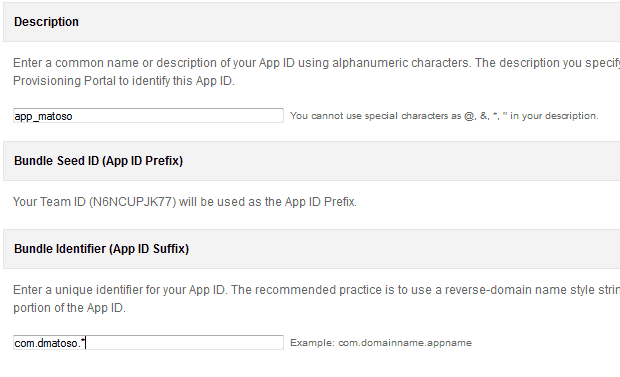 Description
Enter a common name or description of your App ID using alphanumeric characters. The description you specify
Provisioning Portal to identify this App ID.
app_matoso You cannot use special characters as @, &, *, " in your description.
Bundle Seed ID (App ID Prefix)
Your Team ID (N6NCUPJK77) will be used as the App ID Prefix.
Bundle Identifier (App ID Suffix)
Enter a unique identifier for your App ID. The recommended practice is to use a reverse-domain name style strin
portion of the App ID.
com.dmatoso.* Example: com.domainname.appname